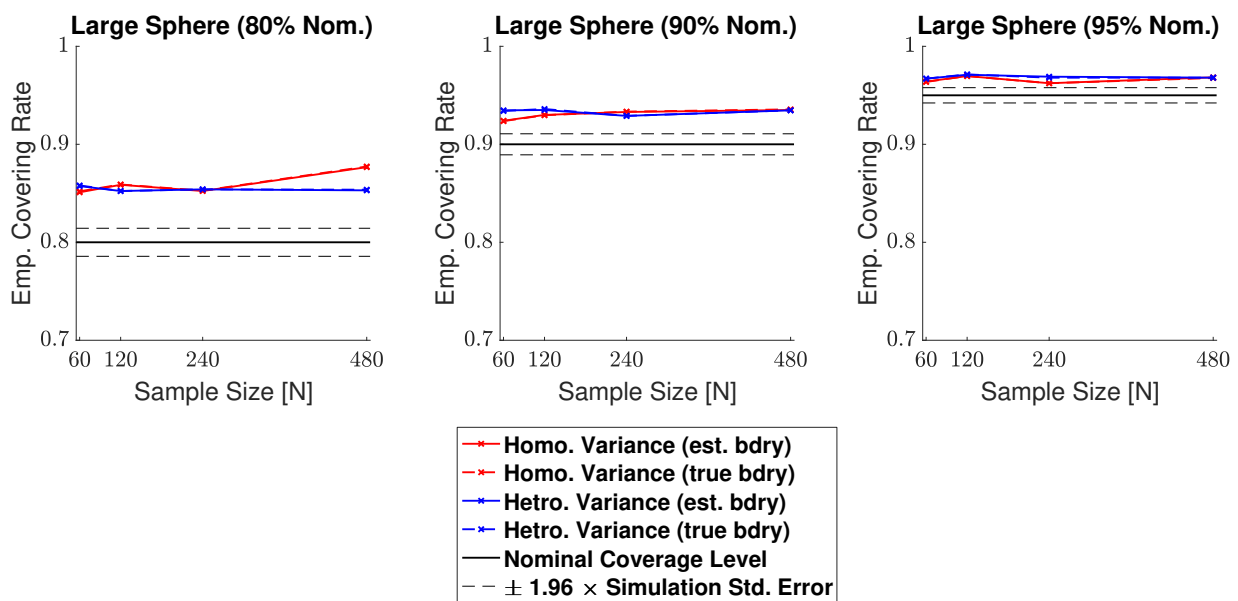 Large Sphere (80% Nom.)
1
0.9
0.8
0.7
Emp. Covering Rate
60 120 240 480
Sample Size [N]
Large Sphere (90% Nom.)
1
0.9
0.8
0.7
Emp. Covering Rate
60 120 240 480
Sample Size [N]
Large Sphere (95% Nom.)
1
0.9
0.8
0.7
Emp. Covering Rate
60 120 240 480
Sample Size [N]
Homo. Variance (est. bdry)
Homo. Variance (true bdry)
Hetro. Variance (est. bdry)
Hetro. Variance (true bdry)
Nominal Coverage Level
± 1.96 × Simulation Std. Error